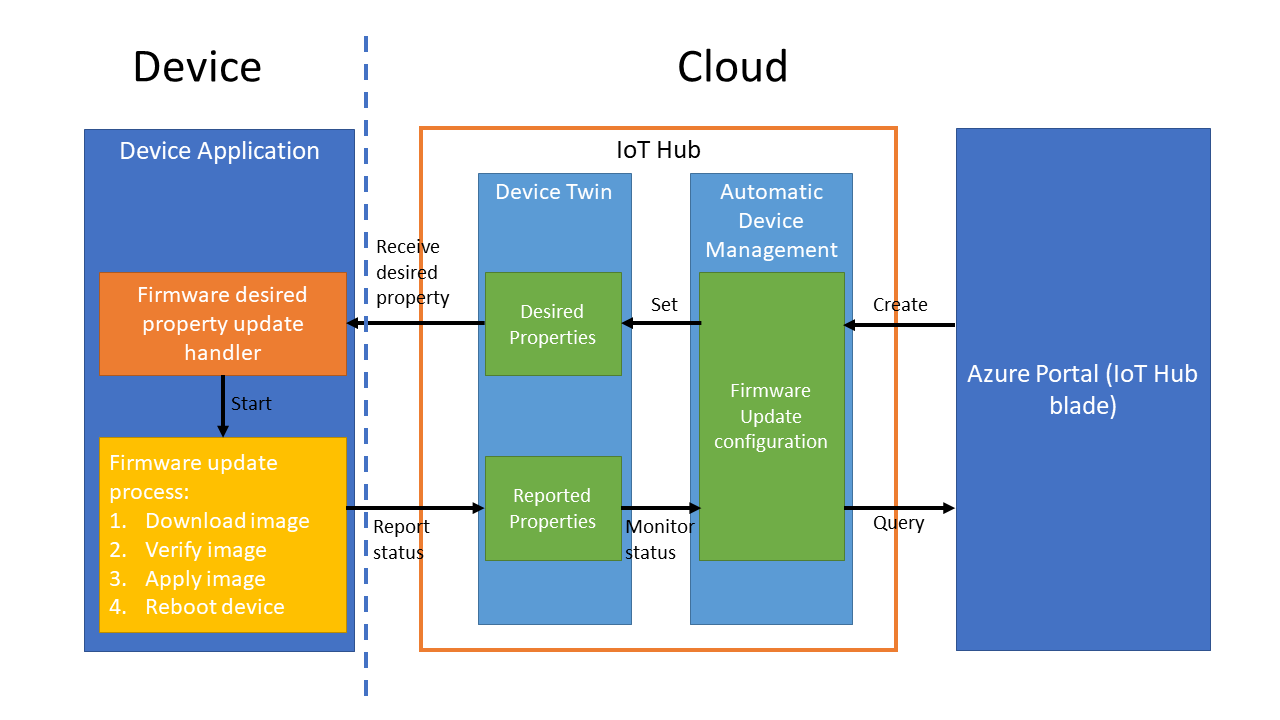 Device
Cloud
Device Application
Firmware desired
property update
handler
Start
Firmware update
process:
1. Download image
2. Verify image
3. Apply image
4. Reboot device
Receive
desired
property
Report
status
IoT Hub
Device Twin
Desired
Properties
Reported
Properties
Set
Monitor
status
Automatic
Device
Management
Firmware
Update
configuration
Create
Query
Azure Portal (IoT Hub
blade)